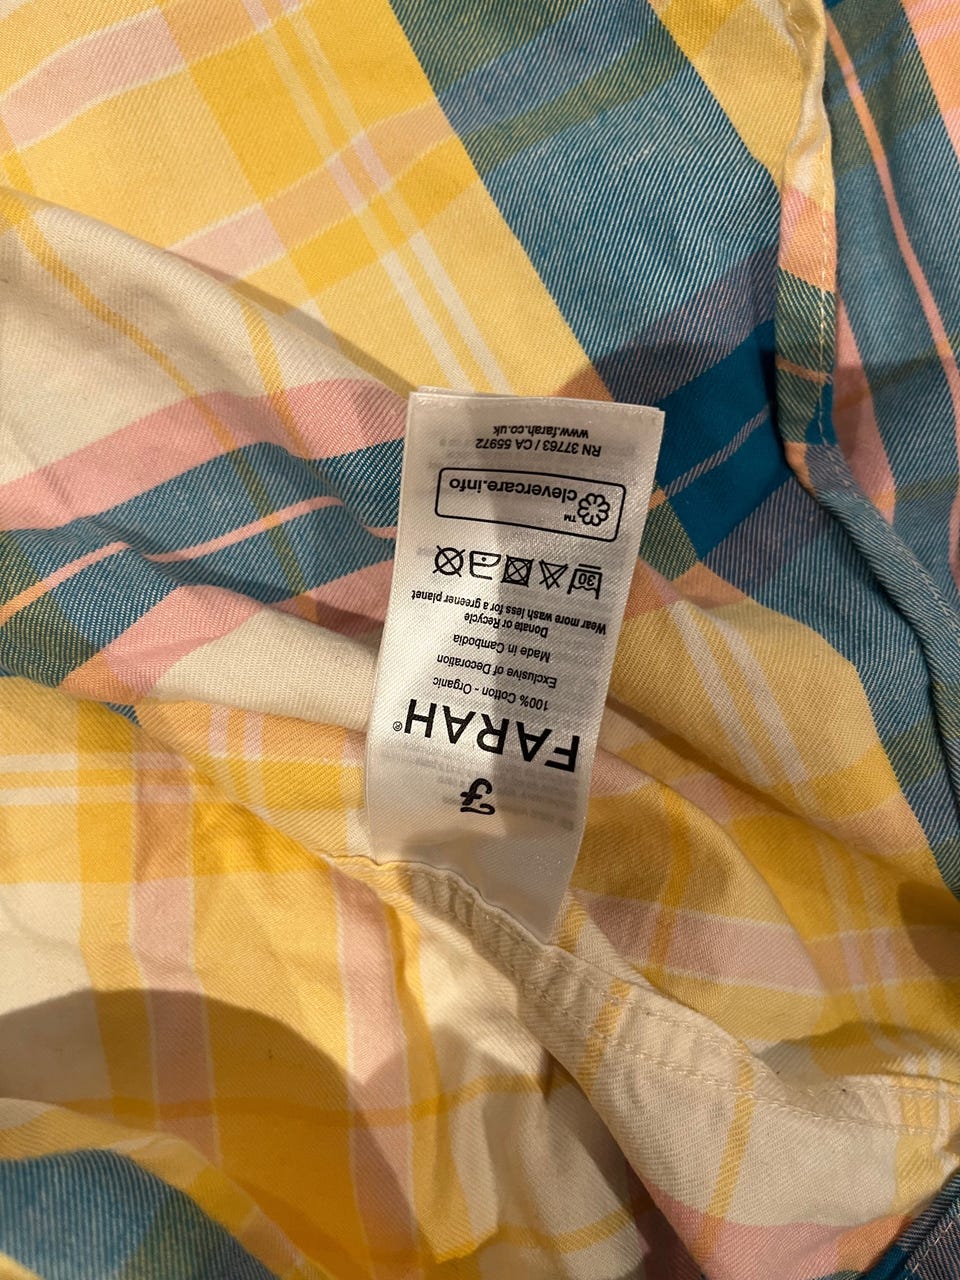 FARAH®
100% Cotton - Organic
Exclusive of Decoration
Made in Cambodia
Donate or Recycle
Wear more wash less for a greener planet
30
clevercare.info
™
RN 37763 / CA 55972
www.farah.co.uk